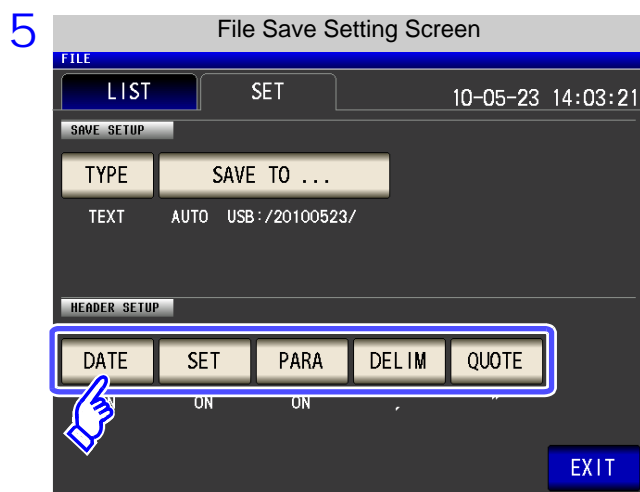 5
File Save Setting Screen
FILE
LIST SET 10-05-23 14:03:21
SAVE SETUP
TYPE SAVE TO ...
TEXT AUTO USB:/20100523/
HEADER SETUP
DATE SET PARA DELIM QUOTE
ON ON , "
EXIT